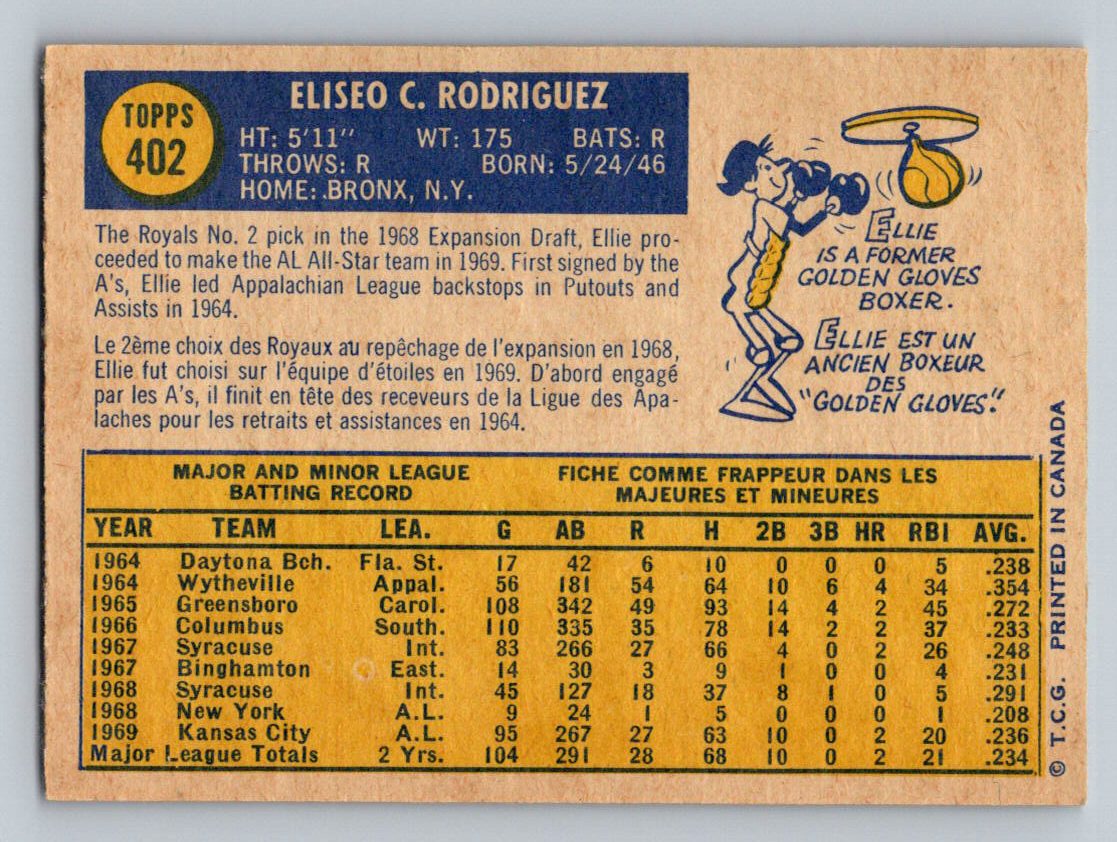 TOPPS
402
ELISEO C. RODRIGUEZ
HT: 5'11" WT: 175 BATS: R
THROWS: R BORN: 5/24/46
HOME: BRONX, N.Y.
The Royals No. 2 pick in the 1968 Expansion Draft, Ellie pro-
ceeded to make the AL All-Star team in 1969. First signed by the
A's, Ellie led Appalachian League backstops in Putouts and
Assists in 1964.
Le 2ème choix des Royaux au repêchage de l'expansion en 1968,
Ellie fut choisi sur l'équipe d'étoiles en 1969. D'abord engagé
par les A's, il finit en tête des receveurs de la Ligue des Apa-
laches pour les retraits et assistances en 1964.
ELLIE
IS A FORMER
GOLDEN GLOVES
BOXER.
ELLIE EST UN
ANCIEN BOXEUR
DES
"GOLDEN GLOVES."
MAJOR AND MINOR LEAGUE
BATTING RECORD
FICHE COMME FRAPPEUR DANS LES
MAJEURES ET MINEURES
YEAR TEAM LEA. G AB R H 2B 3B HR RBI AVG.
1964 Daytona Bch. Fla. St. 17 42 6 10 0 0 0 5 .238
1964 Wytheville Appal. 56 181 54 64 10 6 4 34 .354
1965 Greensboro Carol. 108 342 49 93 14 4 2 45 .272
1966 Columbus South. 110 335 35 78 14 2 2 37 .233
1967 Syracuse Int. 83 266 27 66 4 0 2 26 .248
1967 Binghamton East. 14 30 3 9 1 0 0 4 .231
1968 Syracuse Int. 45 127 18 37 8 1 0 5 .291
1968 New York A.L. 9 24 1 5 0 0 0 1 .208
1969 Kansas City A.L. 95 267 27 63 10 0 2 20 .236
Major League Totals 2 Yrs. 104 291 28 68 10 0 2 21 .234
© T.C.G. PRINTED IN CANADA